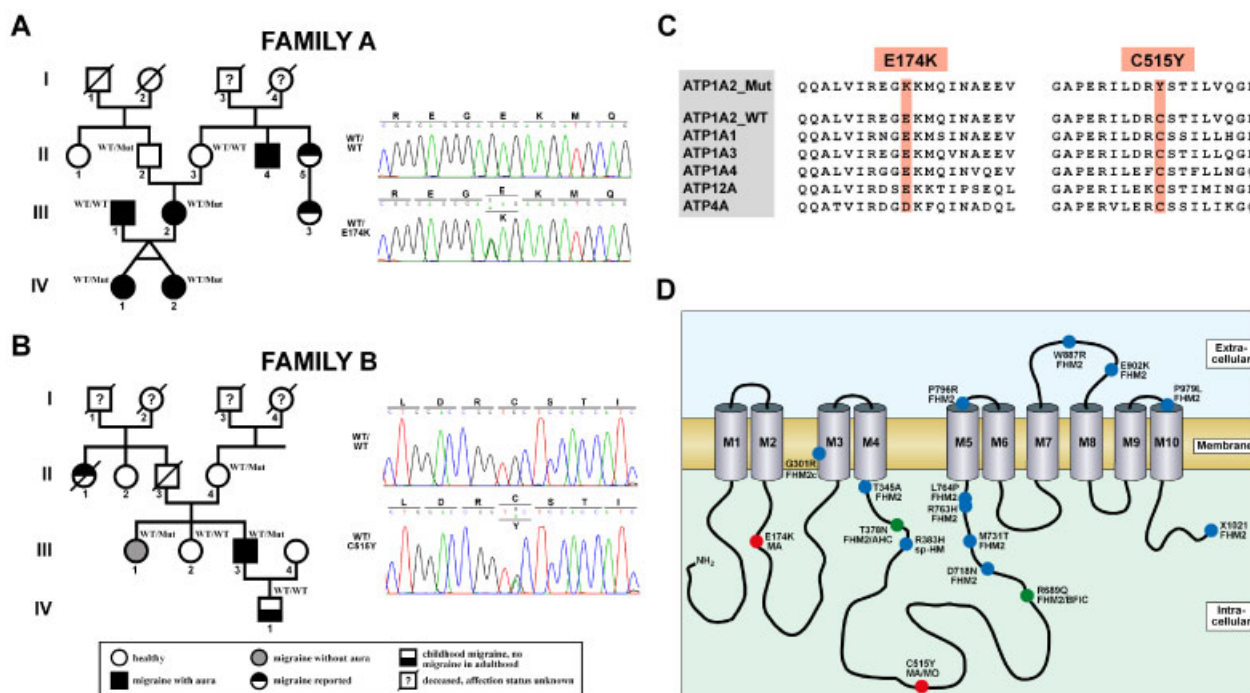 A
FAMILY A
I
?
?
1
2
3
4
WT/Mut
WT/WT
II
1
2
3
4
5
WT/WT
WT/Mut
III
1
2
3
WT/Mut
WT/Mut
IV
1
2
R E G E K M Q
WT/
WT
R E G E K M Q
K
WT/
E174K
B
FAMILY B
I
?
?
?
?
1
2
3
4
II
WT/Mut
1
2
3
4
WT/Mut
WT/WT
WT/Mut
III
1
2
3
4
WT/WT
IV
1
L D R C S T I
WT/
WT
L D R C S T I
Y
WT/
C515Y
healthy
migraine without aura
childhood migraine, no
migraine in adulthood
migraine with aura
migraine reported
? deceased, affection status unknown
C
E174K
C515Y
ATP1A2_Mut QQALVIREGKKMQINAEEV GAPERILDRYSTILVQG
ATP1A2_WT QQALVIREGEKMQINAEEV GAPERILDRCSTILVQG
ATP1A1 QQALVIRNGEKMSINAEEV GAPERILDRCSSILLHG
ATP1A3 QQALVIREGEKMQVNAEEV GAPERILDRCSTILLQG
ATP1A4 QQALVIRGGEKMQINVQEV GAPERILEFCSTFLLNG
ATP12A QQALVIRDSEKKTIPSEQL GAPERILEKCSTIMING
ATP4A QQATVIRDGDKFQINADQL GAPERVLERCSSILIKG
D
Extra-
cellular
W887R
FHM2
E902K
FHM2
P796R
FHM2
P979L
FHM2
M1
M2
M3
M4
M5
M6
M7
M8
M9
M10
Membrane
G301R
FHM2c
T345A
FHM2
L764P
FHM2
R763H
FHM2
E174K
MA
T378N
FHM2/AHC
R383H
sp-HM
M731T
FHM2
X1021
FHM2
NH2
D718N
FHM2
R689Q
FHM2/BFIC
Intra-
cellular
C515Y
MA/MO